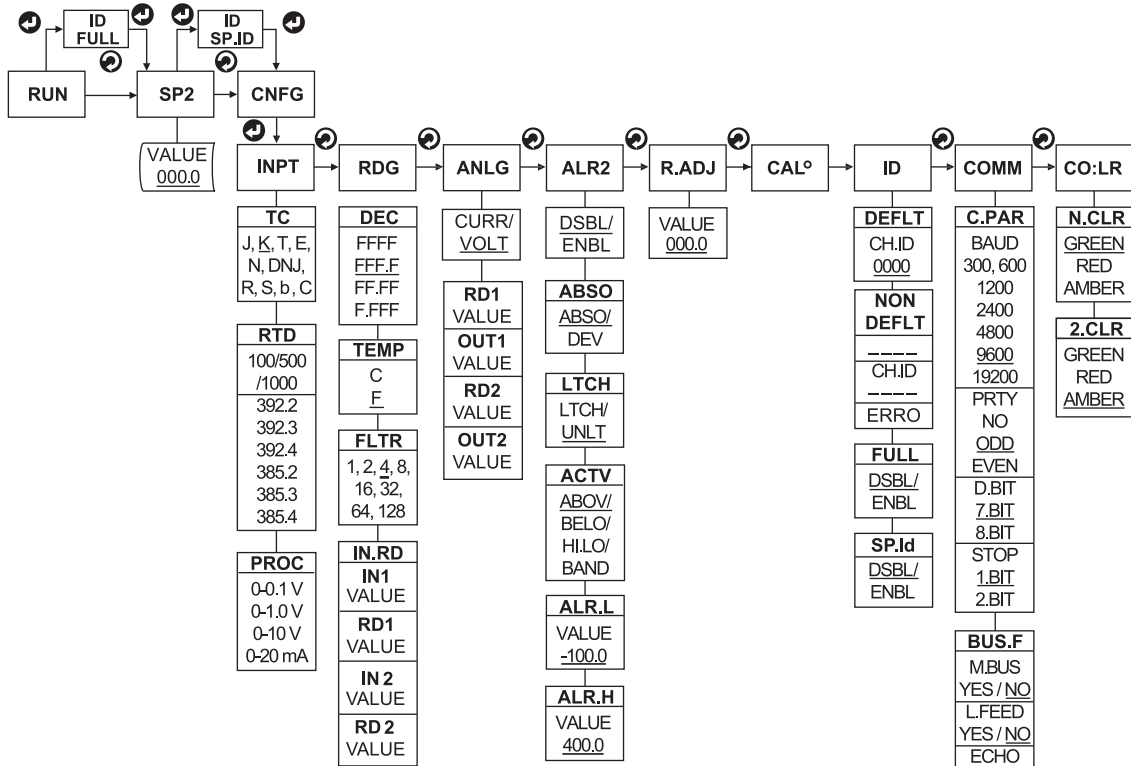 ID
FULL
ID
SP.ID
RUN
SP2
CNFG
VALUE
000.0
INPT
RDG
ANLG
ALR2
R.ADJ
CAL°
ID
COMM
CO:LR
TC
J, K, T, E,
N, DNJ,
R, S, b, C
RTD
100/500
/1000
392.2
392.3
392.4
385.2
385.3
385.4
PROC
0-0.1 V
0-1.0 V
0-10 V
0-20 mA
DEC
FFFF
FFF.F
FF.FF
F.FFF
TEMP
C
F
FLTR
1, 2, 4, 8,
16, 32,
64, 128
IN.RD
IN1
VALUE
RD1
VALUE
IN 2
VALUE
RD 2
VALUE
CURR/
VOLT
RD1
VALUE
OUT1
VALUE
RD2
VALUE
OUT2
VALUE
DSBL/
ENBL
ABSO
ABSO/
DEV
LTCH
LTCH/
UNLT
ACTV
ABOV/
BELO/
HI.LO/
BAND
ALR.L
VALUE
-100.0
ALR.H
VALUE
400.0
VALUE
000.0
DEFLT
CH.ID
0000
NON
DEFLT
_ _ _ _
CH.ID
_ _ _ _
ERRO
FULL
DSBL/
ENBL
SP.Id
DSBL/
ENBL
C.PAR
BAUD
300, 600
1200
2400
4800
9600
19200
PRTY
NO
ODD
EVEN
D.BIT
7.BIT
8.BIT
STOP
1.BIT
2.BIT
BUS.F
M.BUS
YES / NO
L.FEED
YES / NO
ECHO
N.CLR
GREEN
RED
AMBER
2.CLR
GREEN
RED
AMBER